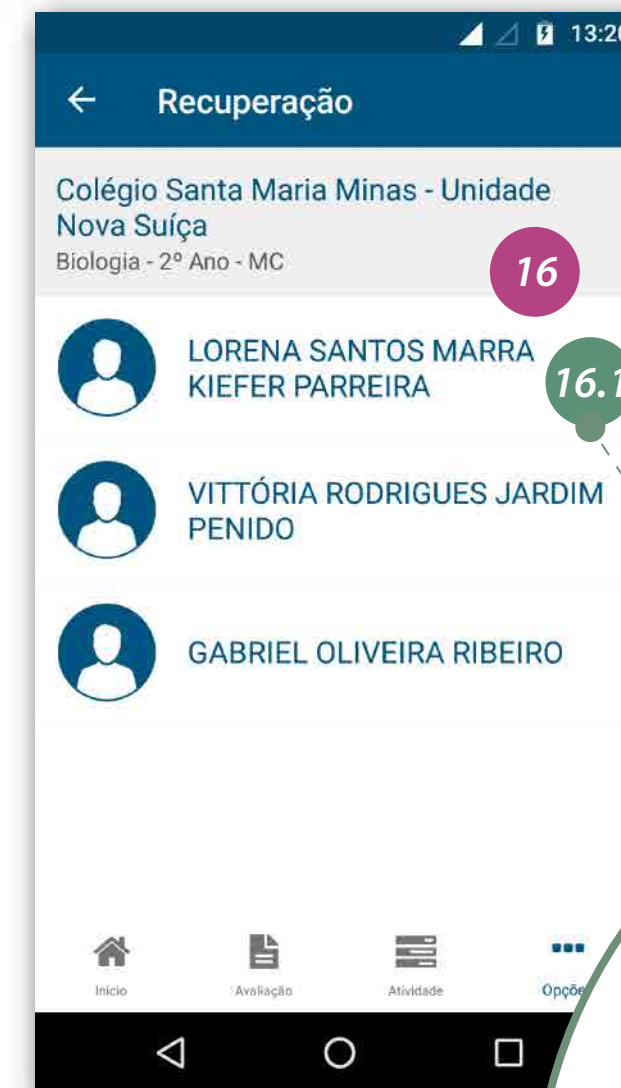 13:20
Recuperação
Colégio Santa Maria Minas - Unidade
Nova Suíça
Biologia - 2º Ano - MC
16
LORENA SANTOS MARRA
KIEFER PARREIRA
16.1
VITTÓRIA RODRIGUES JARDIM
PENIDO
GABRIEL OLIVEIRA RIBEIRO
Início
Avaliação
Atividade
Opções